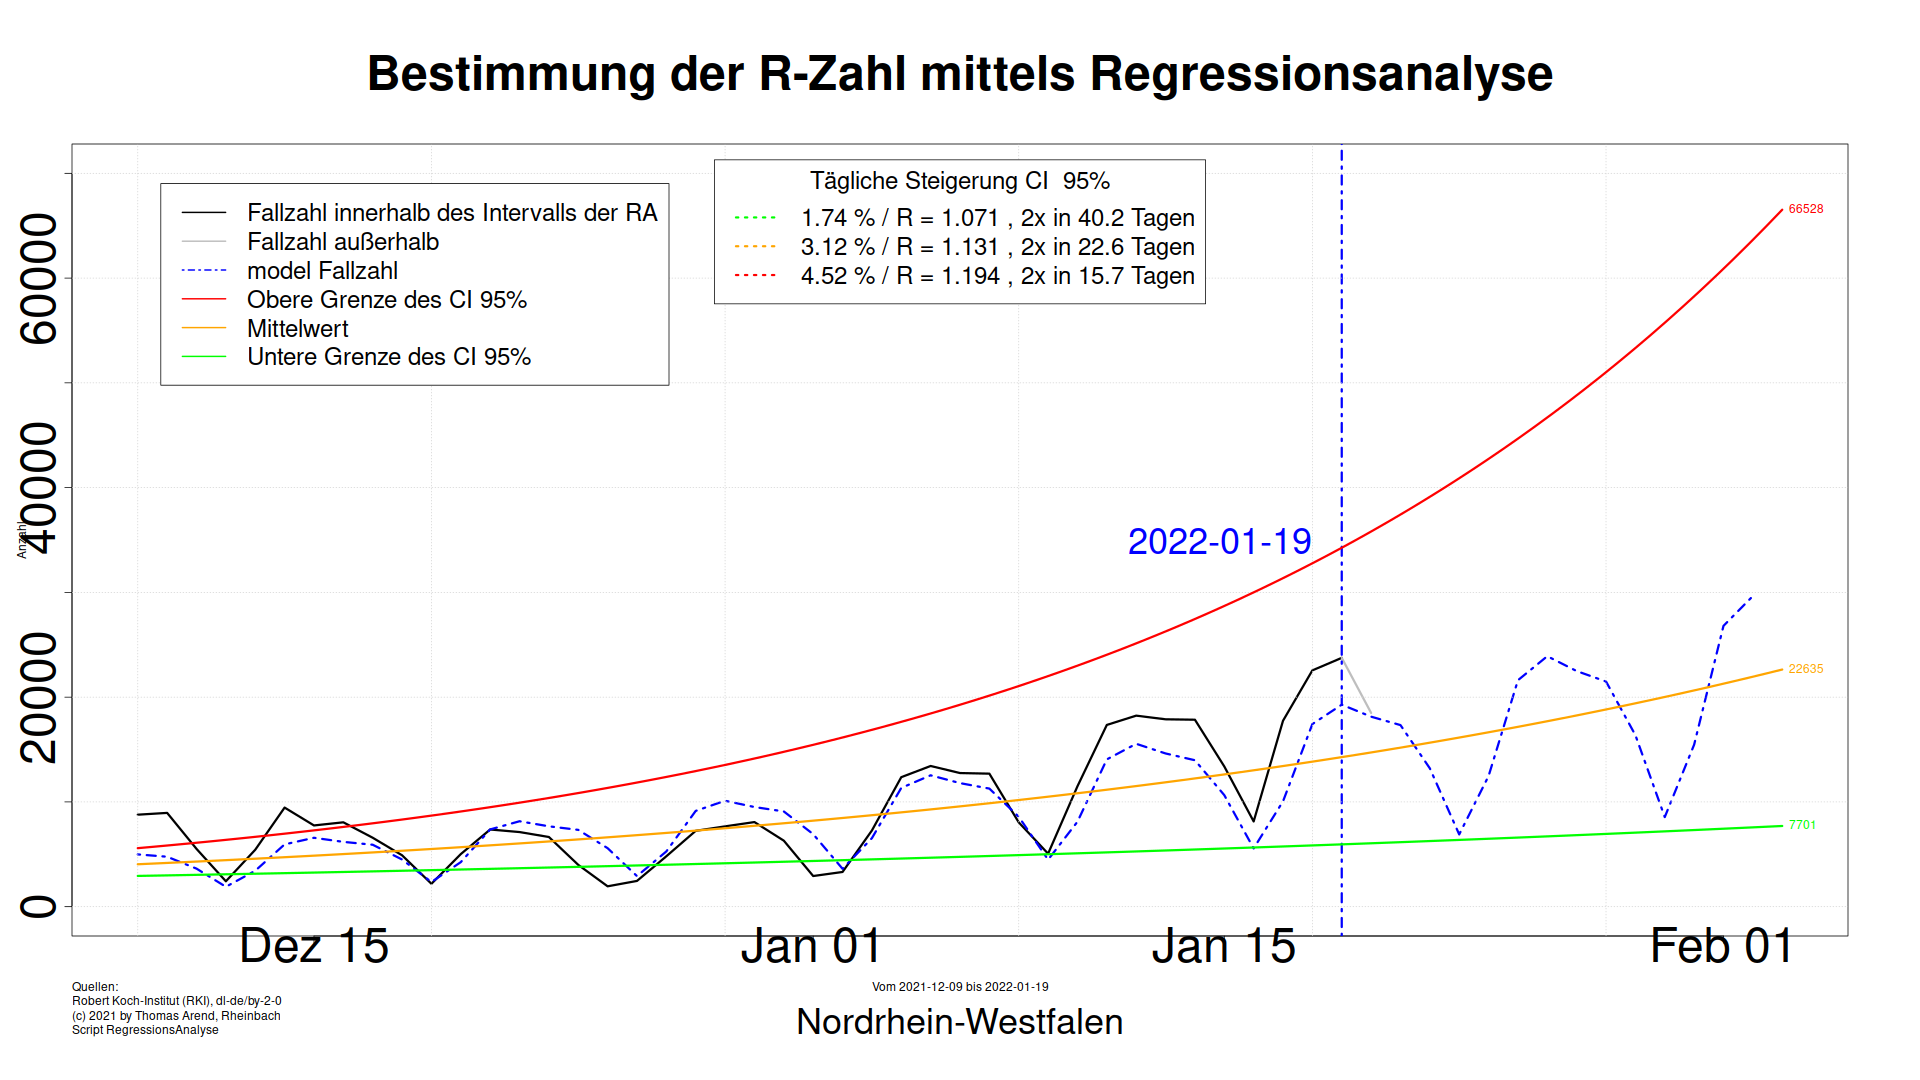 Bestimmung der R-Zahl mittels Regressionsanalyse
Fallzahl innerhalb des Intervalls der RA
Fallzahl außerhalb
model Fallzahl
Obere Grenze des CI 95%
Mittelwert
Untere Grenze des CI 95%
Tägliche Steigerung CI  95%
1.74 % / R = 1.071 , 2x in 40.2 Tagen
3.12 % / R = 1.131 , 2x in 22.6 Tagen
4.52 % / R = 1.194 , 2x in 15.7 Tagen
66528
60000
40000
20000
0
Anzahl
2022-01-19
22635
7701
Dez 15
Jan 01
Jan 15
Feb 01
Quellen:
Robert Koch-Institut (RKI), dl-de/by-2-0
(c) 2021 by Thomas Arend, Rheinbach
Script RegressionsAnalyse
Vom 2021-12-09 bis 2022-01-19
Nordrhein-Westfalen